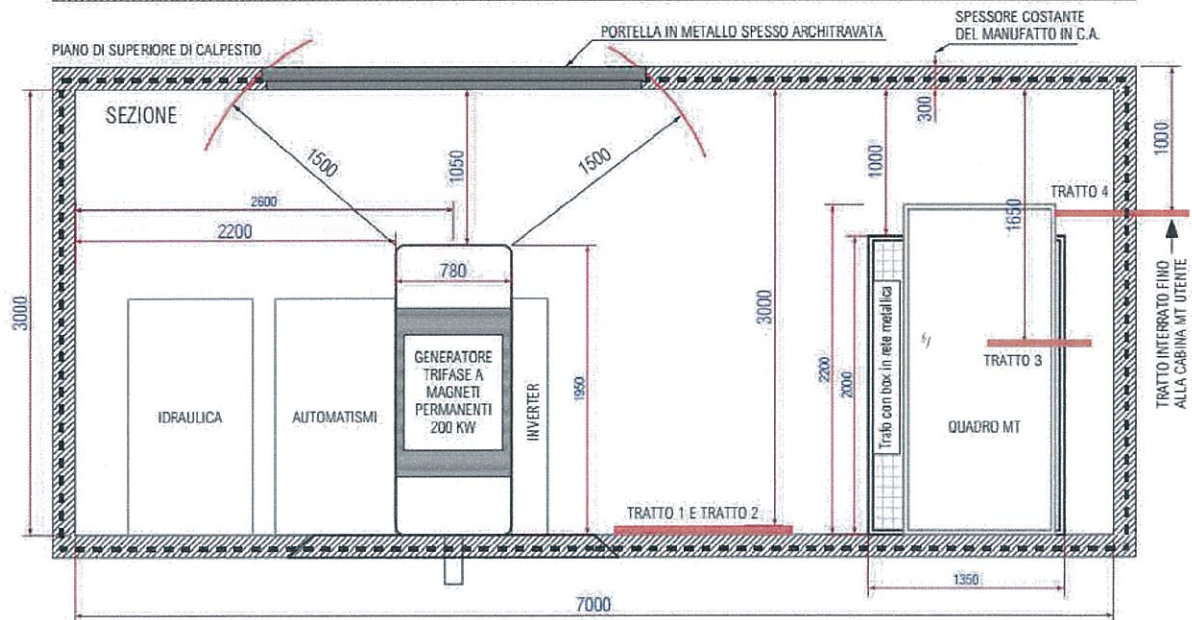 PIANO DI SUPERIORE DI CALPESTIO
PORTELLA IN METALLO SPESSO ARCHITRAVATA
SPESSORE COSTANTE
DEL MANUFATTO IN C.A.
SEZIONE
1500
1050
1500
300
1000
1000
1650
TRATTO 4
2600
2200
780
3000
3000
GENERATORE
TRIFASE A
MAGNETI
PERMANENTI
200 KW
1950
2200
2000
TRATTO 3
TRATTO INTERRATO FINO
ALLA CABINA MT UTENTE
IDRAULICA
AUTOMATISMI
INVERTER
Trafo con box in rete metallica
QUADRO MT
TRATTO 1 E TRATTO 2
1350
7000